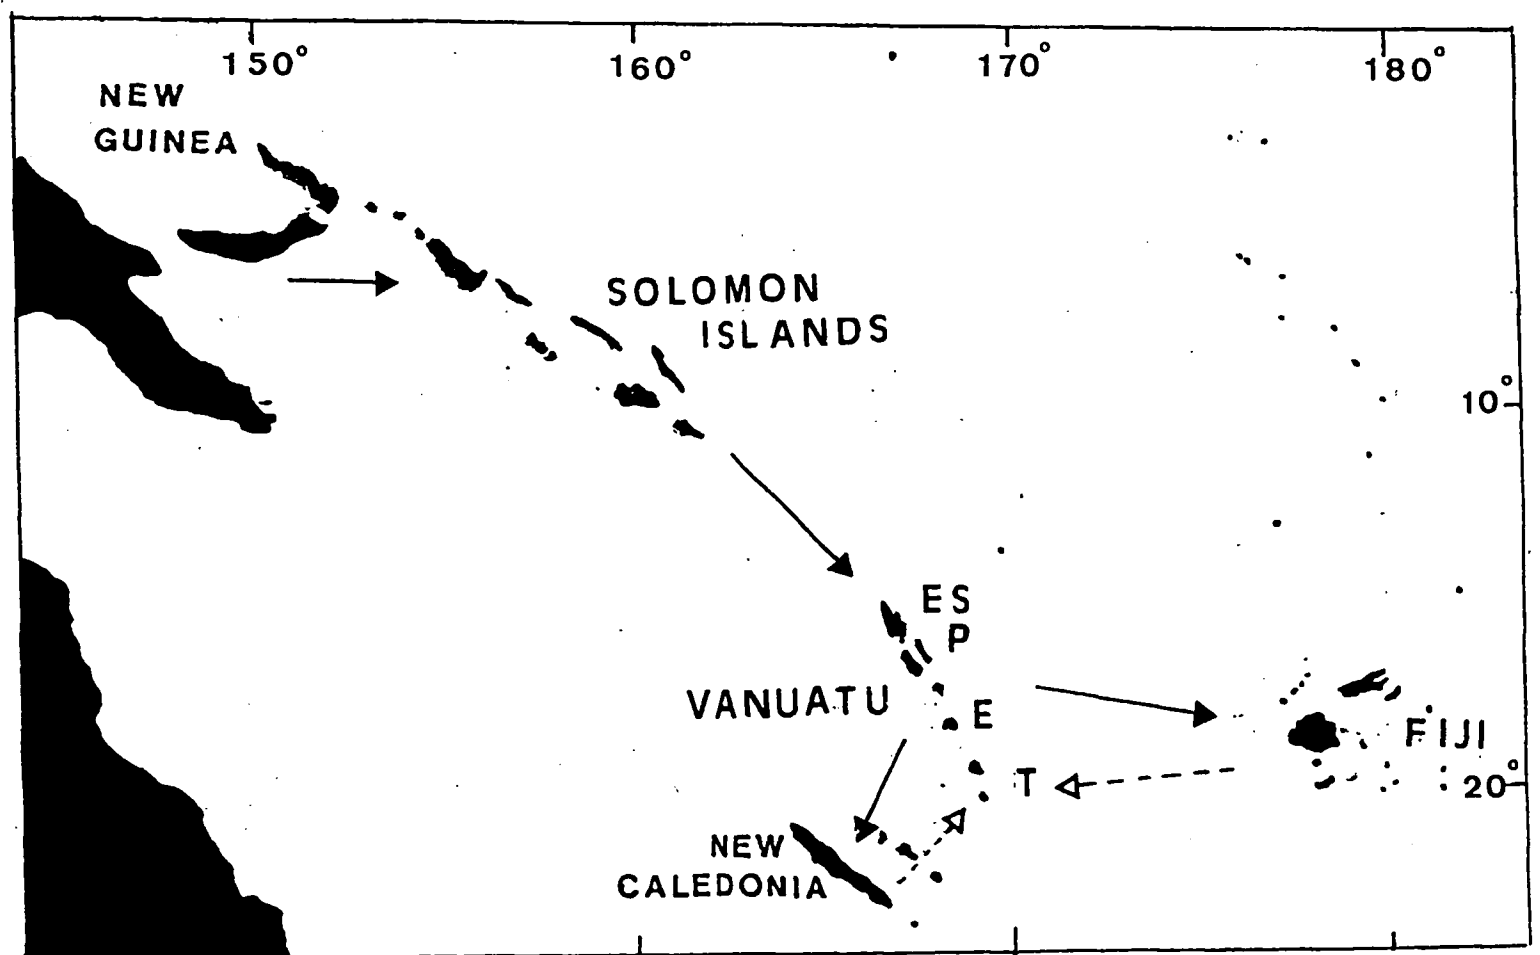 150° 160° 170° 180°
NEW
GUINEA
SOLOMON
ISLANDS
10°
ES
P
VANUATU
E
FIJI
T
20°
NEW
CALEDONIA